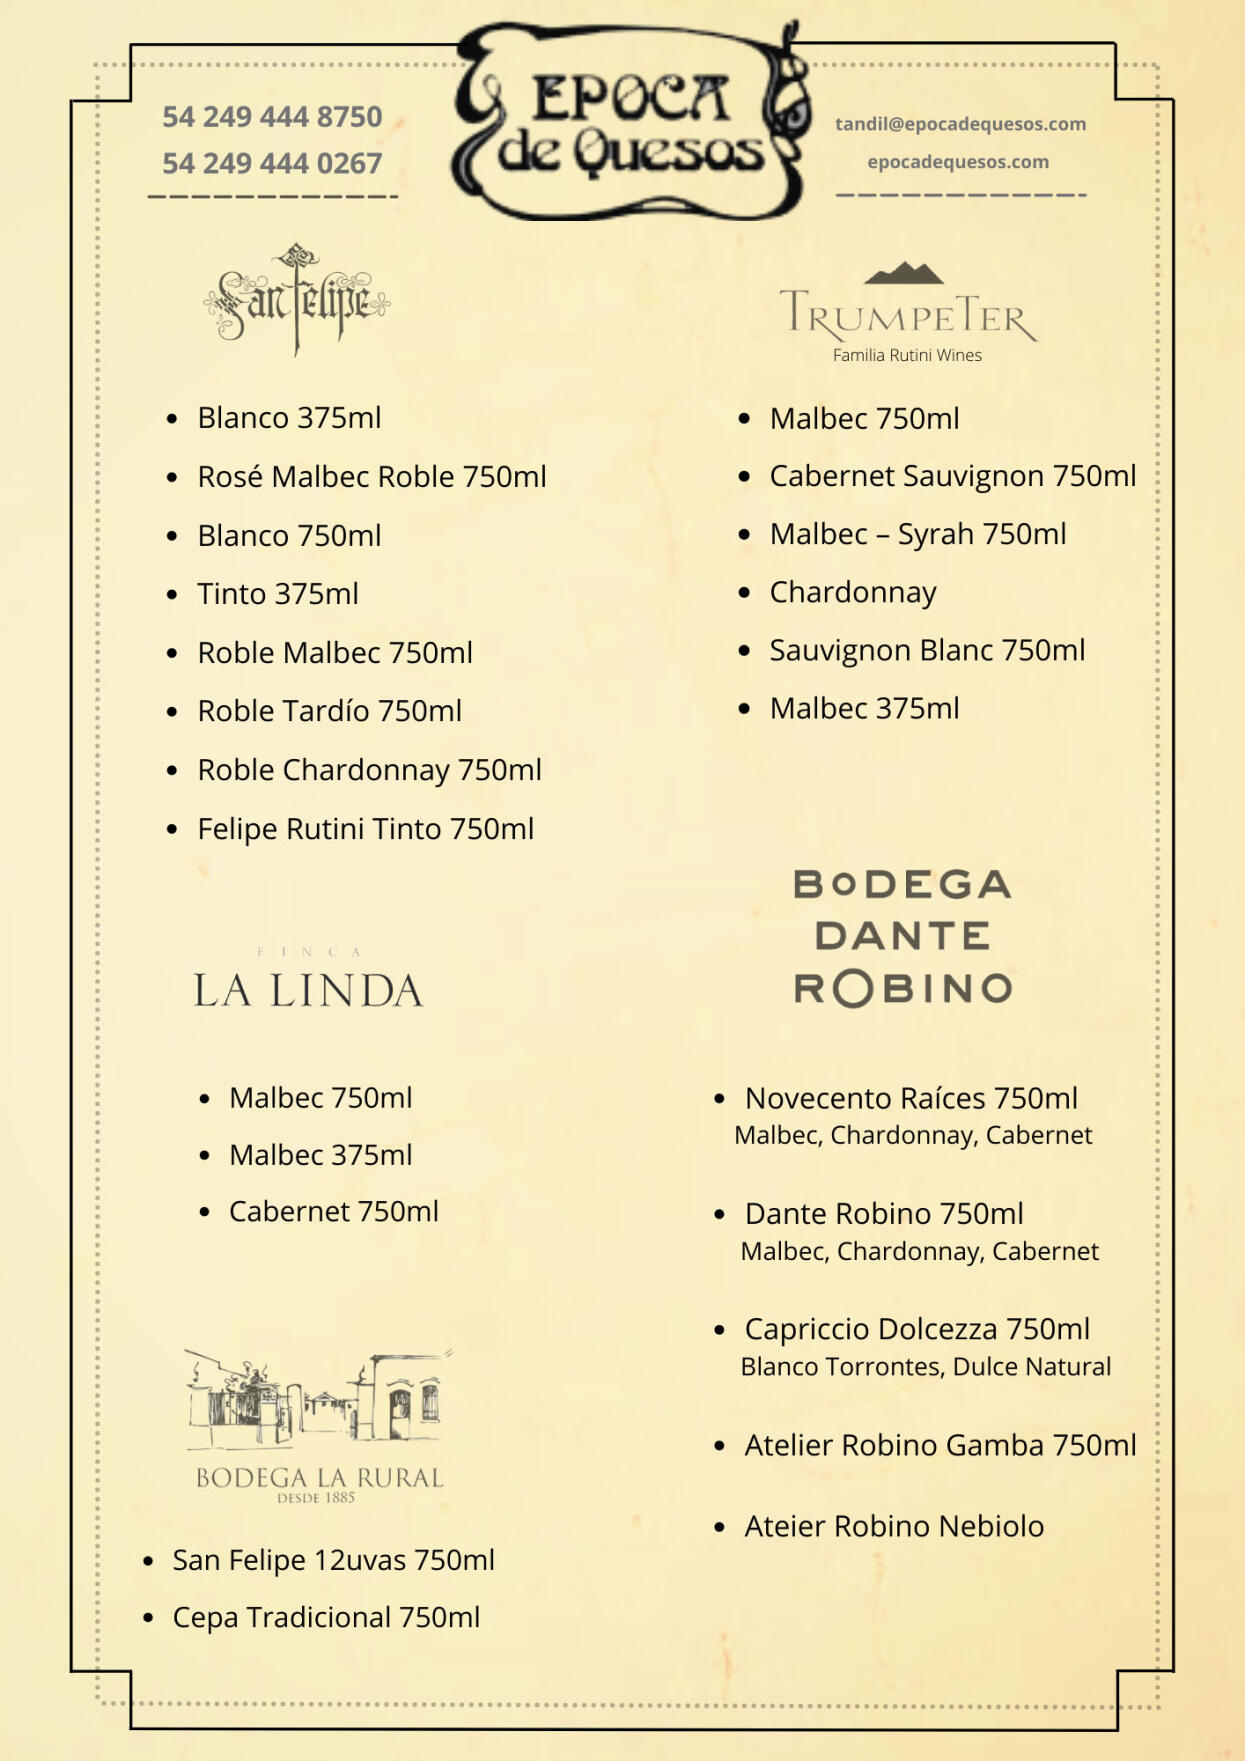 EPOCA
de Quesos
54 249 444 8750
54 249 444 0267
tandil@epocadequesos.com
epocadequesos.com
San Felipe
Blanco 375ml
Rosé Malbec Roble 750ml
Blanco 750ml
Tinto 375ml
Roble Malbec 750ml
Roble Tardío 750ml
Roble Chardonnay 750ml
Felipe Rutini Tinto 750ml
TRUMPETER
Familia Rutini Wines
Malbec 750ml
Cabernet Sauvignon 750ml
Malbec – Syrah 750ml
Chardonnay
Sauvignon Blanc 750ml
Malbec 375ml
FINCA
LA LINDA
Malbec 750ml
Malbec 375ml
Cabernet 750ml
BODEGA
DANTE
ROBINO
Novecento Raíces 750ml
Malbec, Chardonnay, Cabernet
Dante Robino 750ml
Malbec, Chardonnay, Cabernet
Capriccio Dolcezza 750ml
Blanco Torrontes, Dulce Natural
Atelier Robino Gamba 750ml
Ateier Robino Nebiolo
BODEGA LA RURAL
DESDE 1885
San Felipe 12uvas 750ml
Cepa Tradicional 750ml